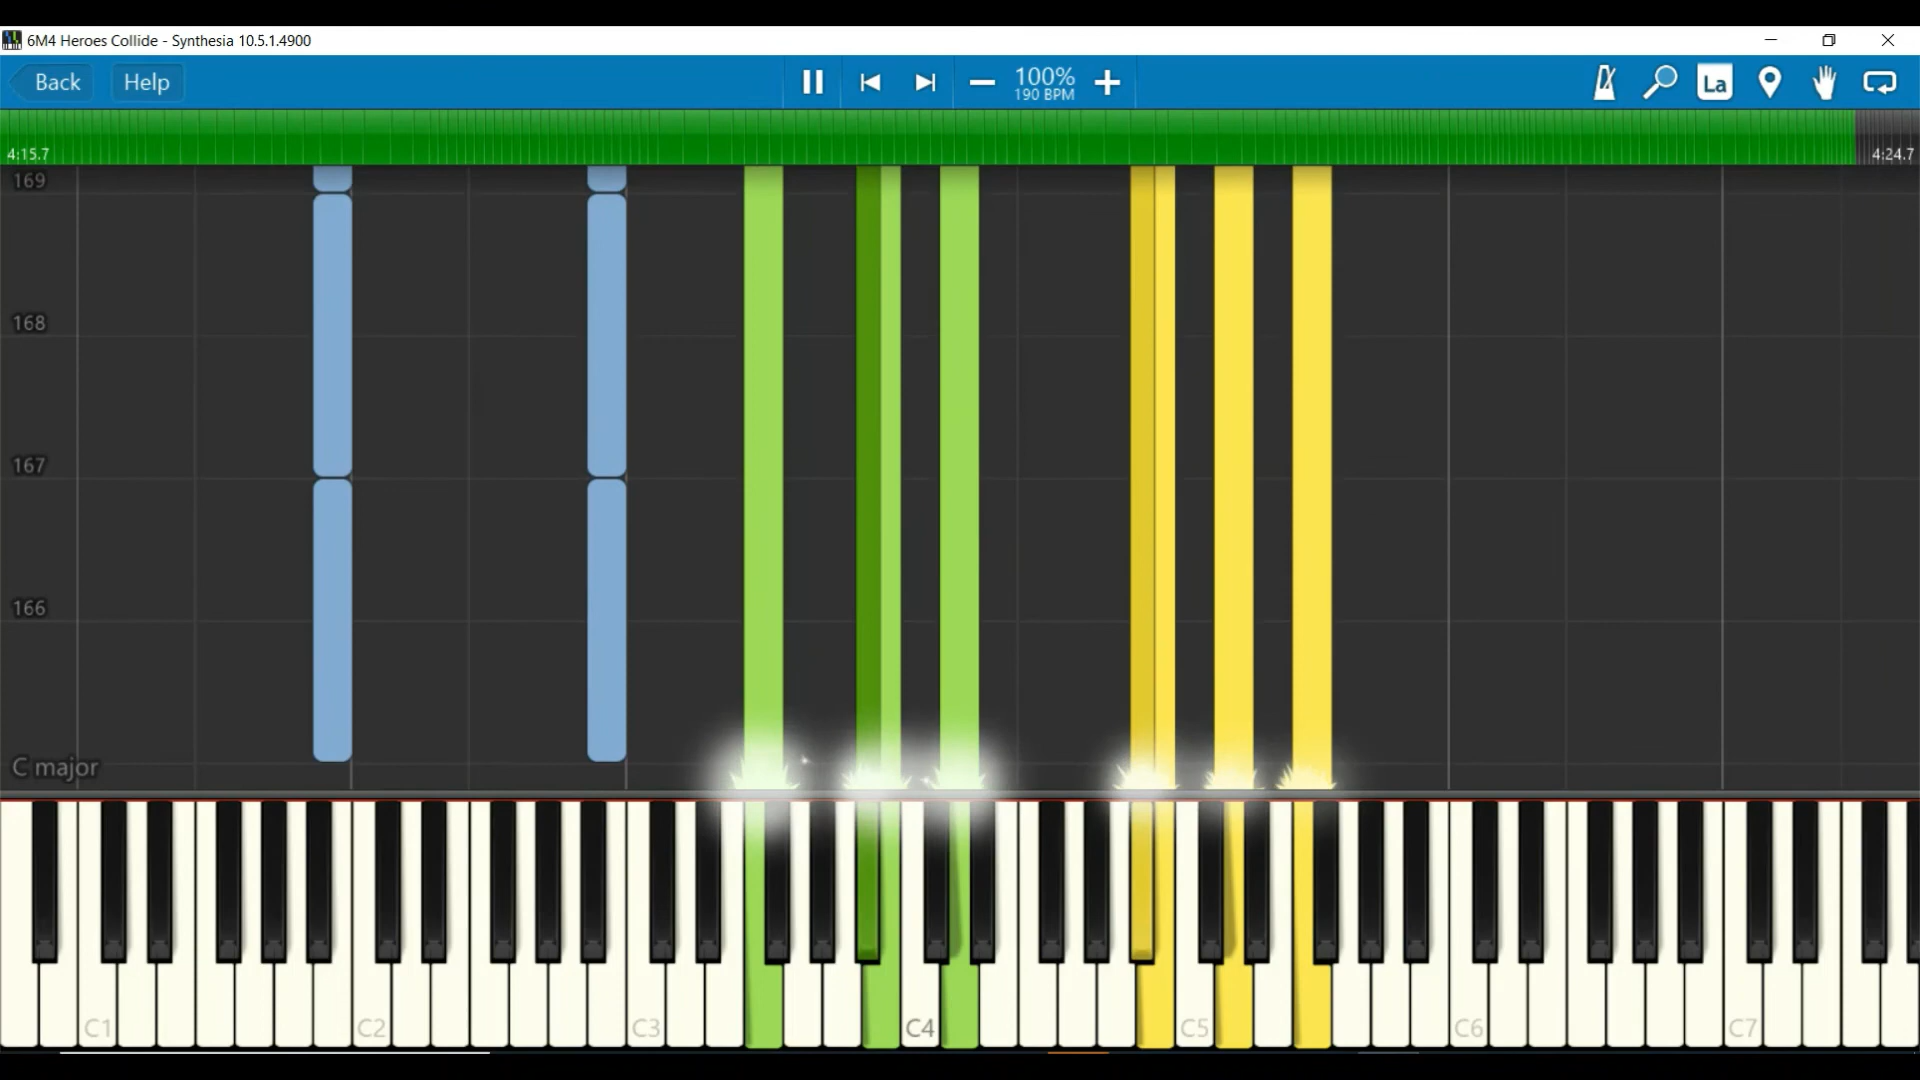 6M4 Heroes Collide - Synthesia 10.5.1.4900
Back
Help
100%
190 BPM
La
4:15.7
4:24.7
169
168
167
166
C major
C1
C2
C3
C4
C5
C6
C7